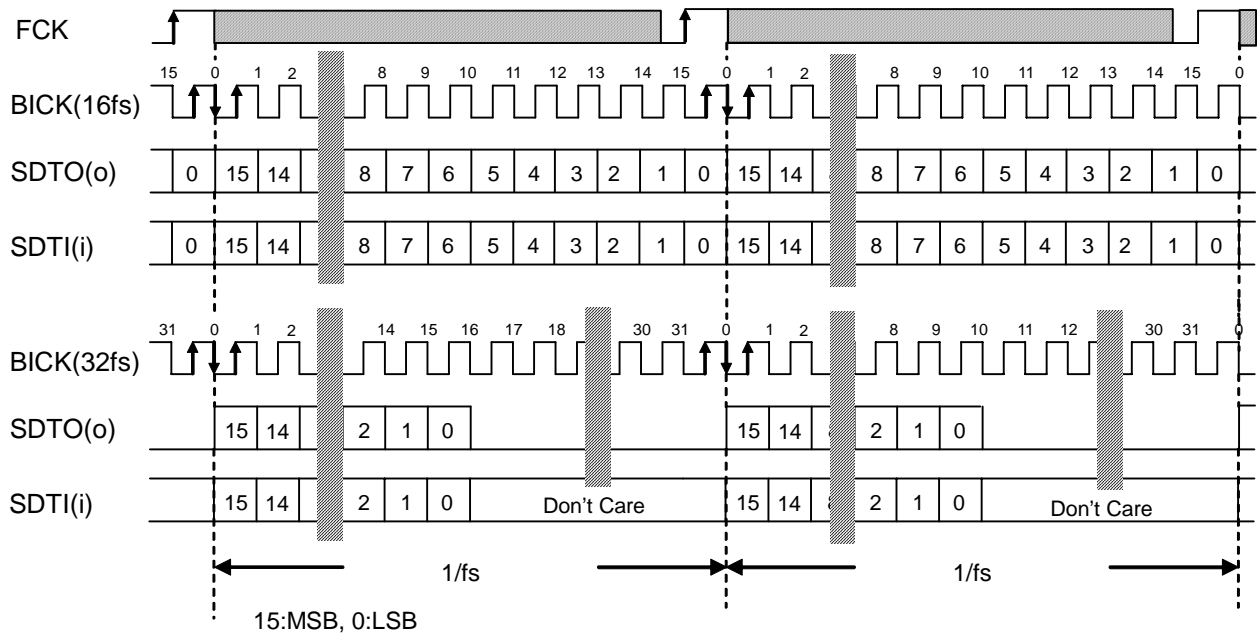 FCK
15 0 1 2 8 9 10 11 12 13 14 15 0 1 2 8 9 10 11 12 13 14 15 0
BICK(16fs)
SDTO(o) 0 15 14 8 7 6 5 4 3 2 1 0 15 14 8 7 6 5 4 3 2 1 0
SDTI(i) 0 15 14 8 7 6 5 4 3 2 1 0 15 14 8 7 6 5 4 3 2 1 0
31 0 1 2 14 15 16 17 18 30 31 0 1 2 8 9 10 11 12 30 31 0
BICK(32fs)
SDTO(o) 15 14 2 1 0 15 14 2 1 0
SDTI(i) 15 14 2 1 0 Don't Care 15 14 2 1 0 Don't Care
1/fs 1/fs
15:MSB, 0:LSB